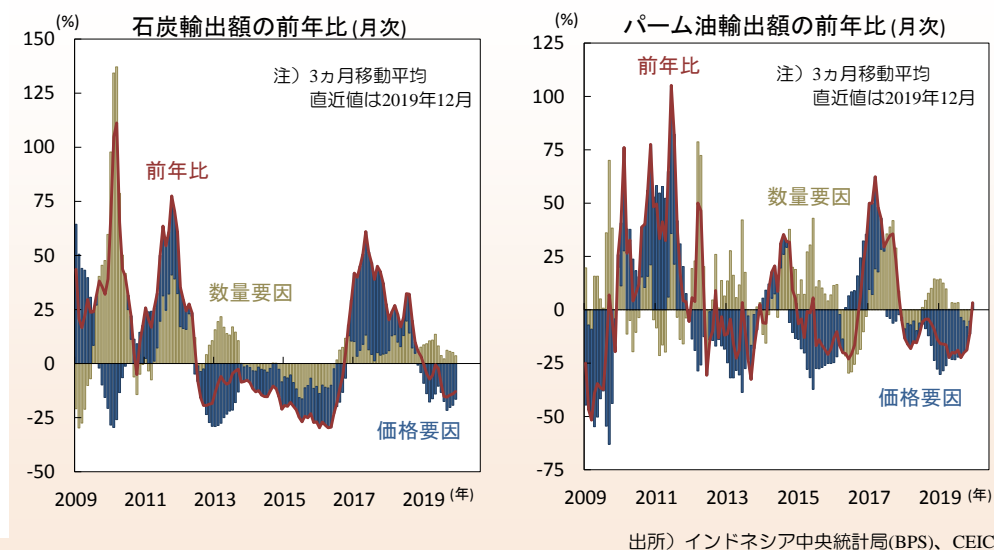 石炭輸出額の前年比(月次)
(%)
150
125
100
75
50
25
0
-25
-50
注）3ヵ月移動平均
直近値は2019年12月
前年比
数量要因
価格要因
2009 2011 2013 2015 2017 2019 (年)
パーム油輸出額の前年比(月次)
(%)
125
100
75
50
25
0
-25
-50
-75
前年比
注）3ヵ月移動平均
直近値は2019年12月
数量要因
価格要因
2009 2011 2013 2015 2017 2019 (年)
出所）インドネシア中央統計局(BPS)、CEIC